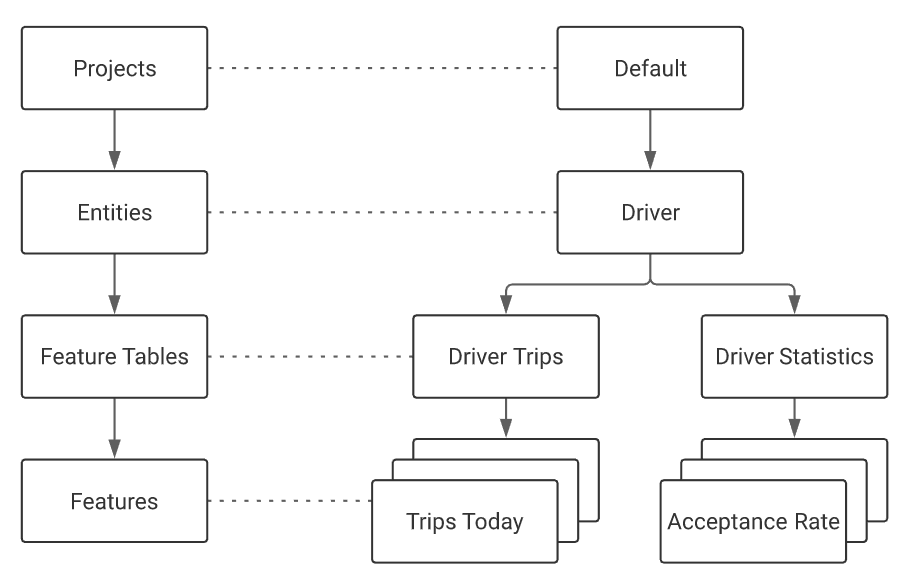 Projects
Default
Entities
Driver
Feature Tables
Driver Trips
Driver Statistics
Features
Trips Today
Acceptance Rate